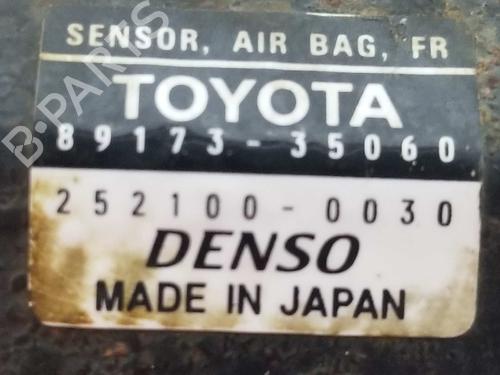 SENSOR, AIR BAG, FR
TOYOTA
89173-35060
252100-0030
DENSO
MADE IN JAPAN
B-PARTS